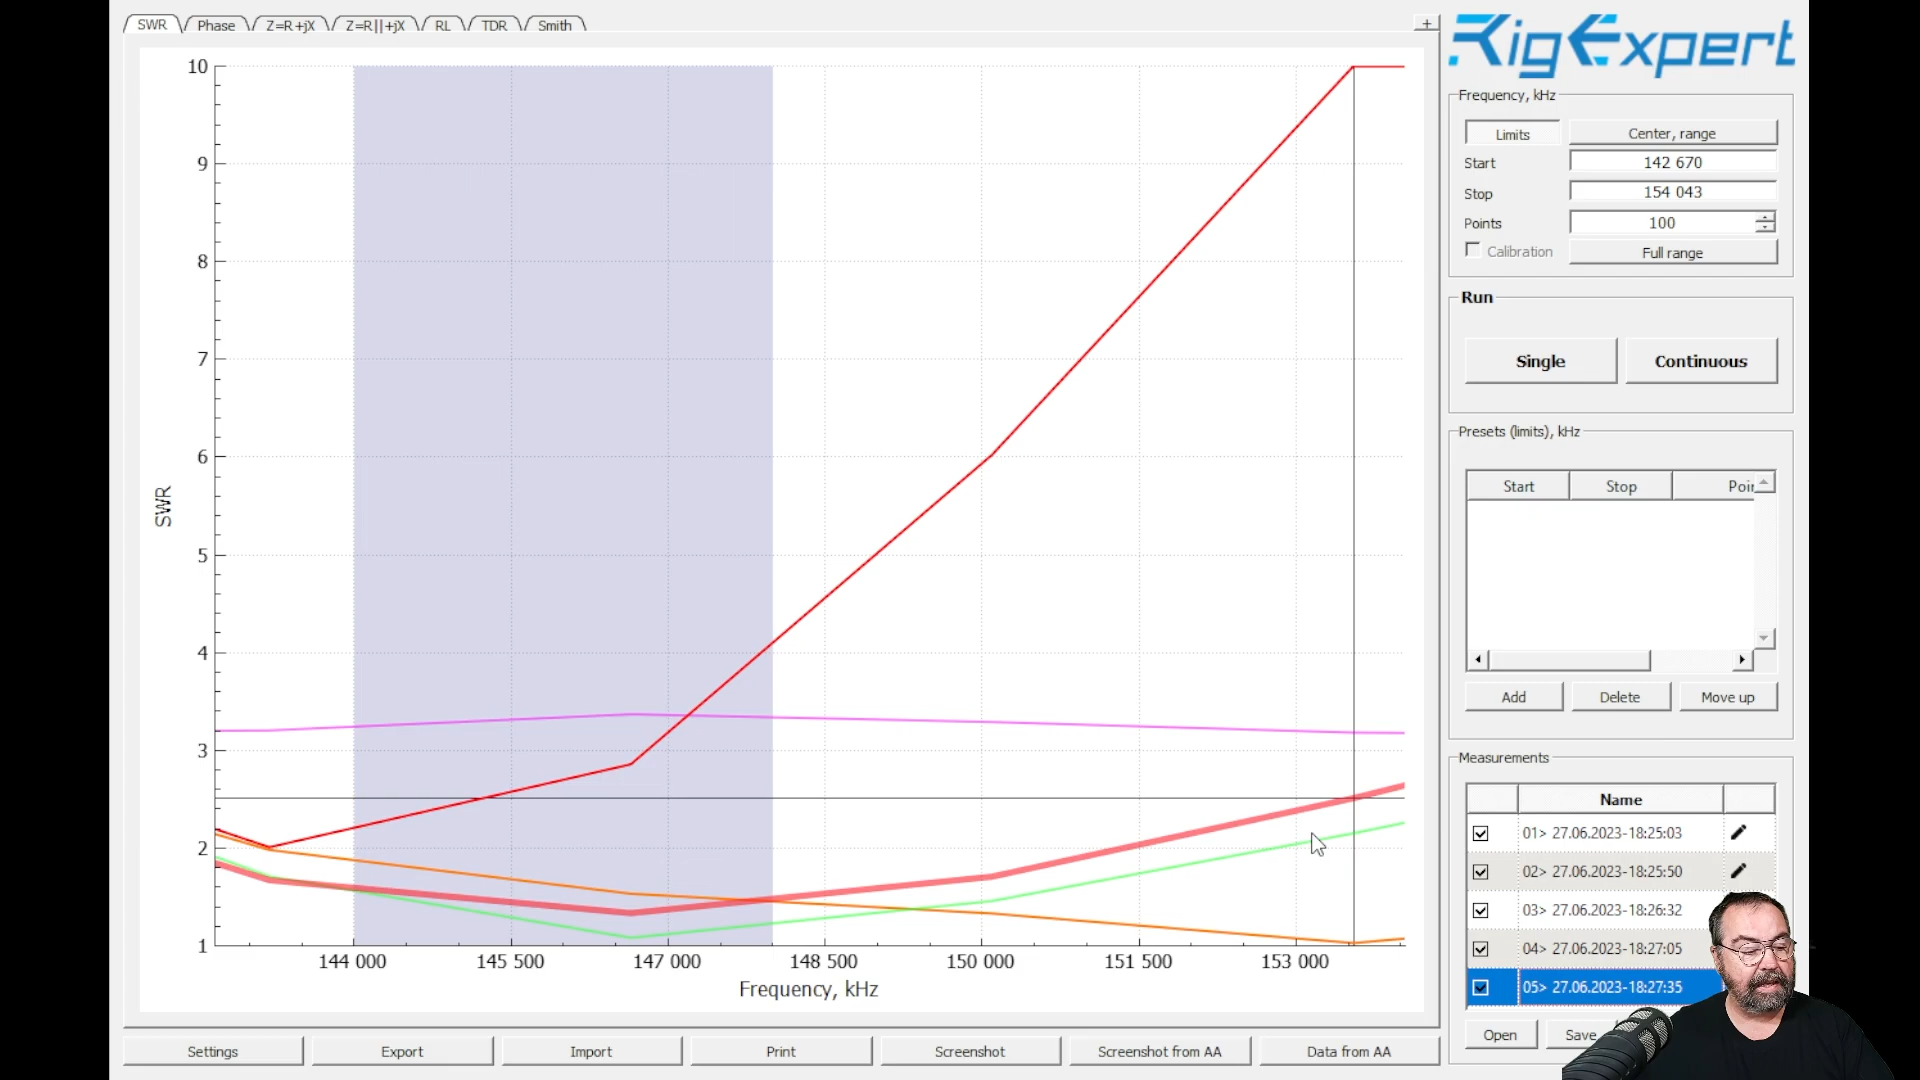 SWR
Phase
Z=R+jX
Z=R||+jX
RL
TDR
Smith
+
RigExpert
10
9
8
7
6
5
4
3
2
1
SWR
144 000
145 500
147 000
148 500
150 000
151 500
153 000
Frequency, kHz
Settings
Export
Import
Print
Screenshot
Screenshot from AA
Data from AA
Frequency, kHz
Limits
Center, range
Start
142 670
Stop
154 043
Points
100
Calibration
Full range
Run
Single
Continuous
Presets (limits), kHz
Start
Stop
Poi
Add
Delete
Move up
Measurements
Name
01> 27.06.2023-18:25:03
02> 27.06.2023-18:25:50
03> 27.06.2023-18:26:32
04> 27.06.2023-18:27:05
05> 27.06.2023-18:27:35
Open
Save